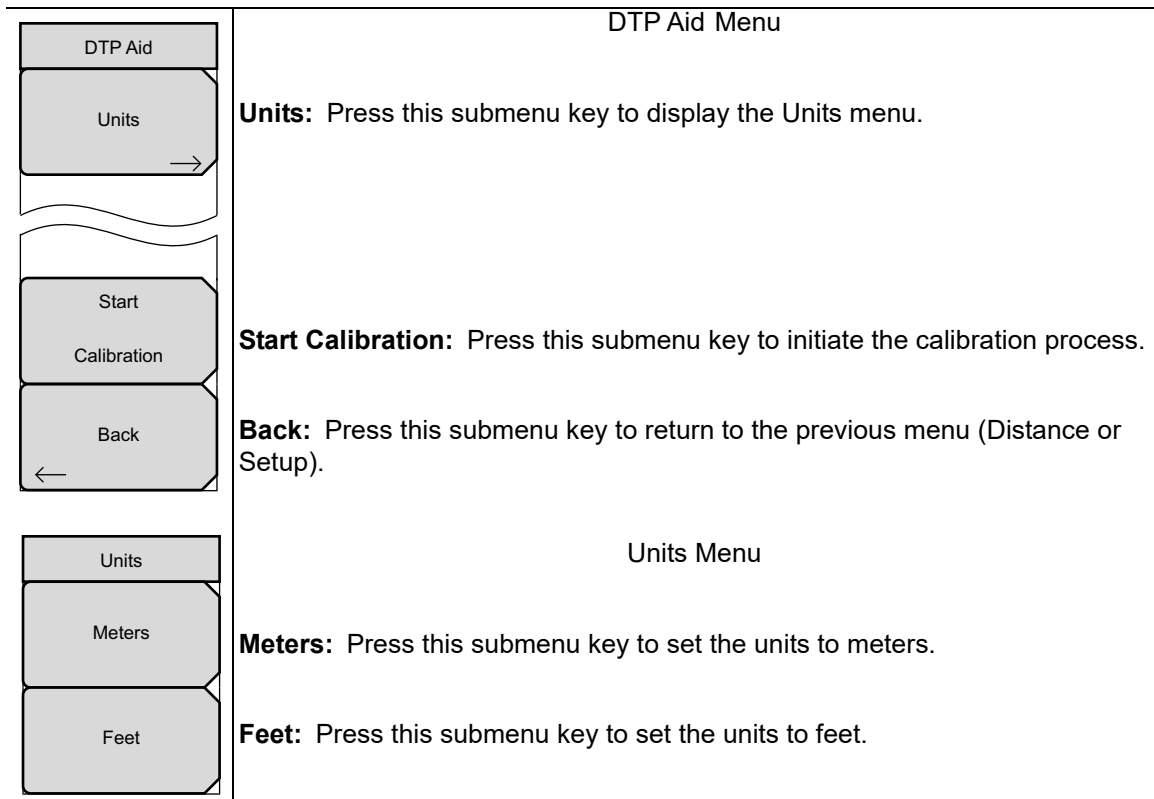 DTP Aid Menu
DTP Aid
Units
Units: Press this submenu key to display the Units menu.
Start
Calibration
Start Calibration: Press this submenu key to initiate the calibration process.
Back
Back: Press this submenu key to return to the previous menu (Distance or
Setup).
Units Menu
Units
Meters
Meters: Press this submenu key to set the units to meters.
Feet
Feet: Press this submenu key to set the units to feet.